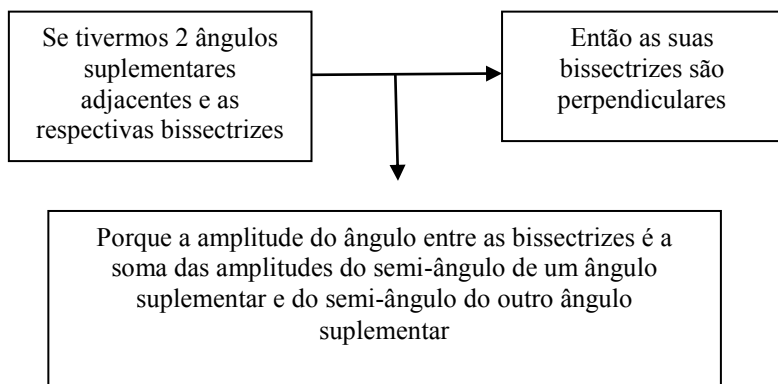 Se tivermos 2 ângulos
suplementares
adjacentes e as
respectivas bissectrizes
Então as suas
bissectrizes são
perpendiculares
Porque a amplitude do ângulo entre as bissectrizes é a
soma das amplitudes do semi-ângulo de um ângulo
suplementar e do semi-ângulo do outro ângulo
suplementar